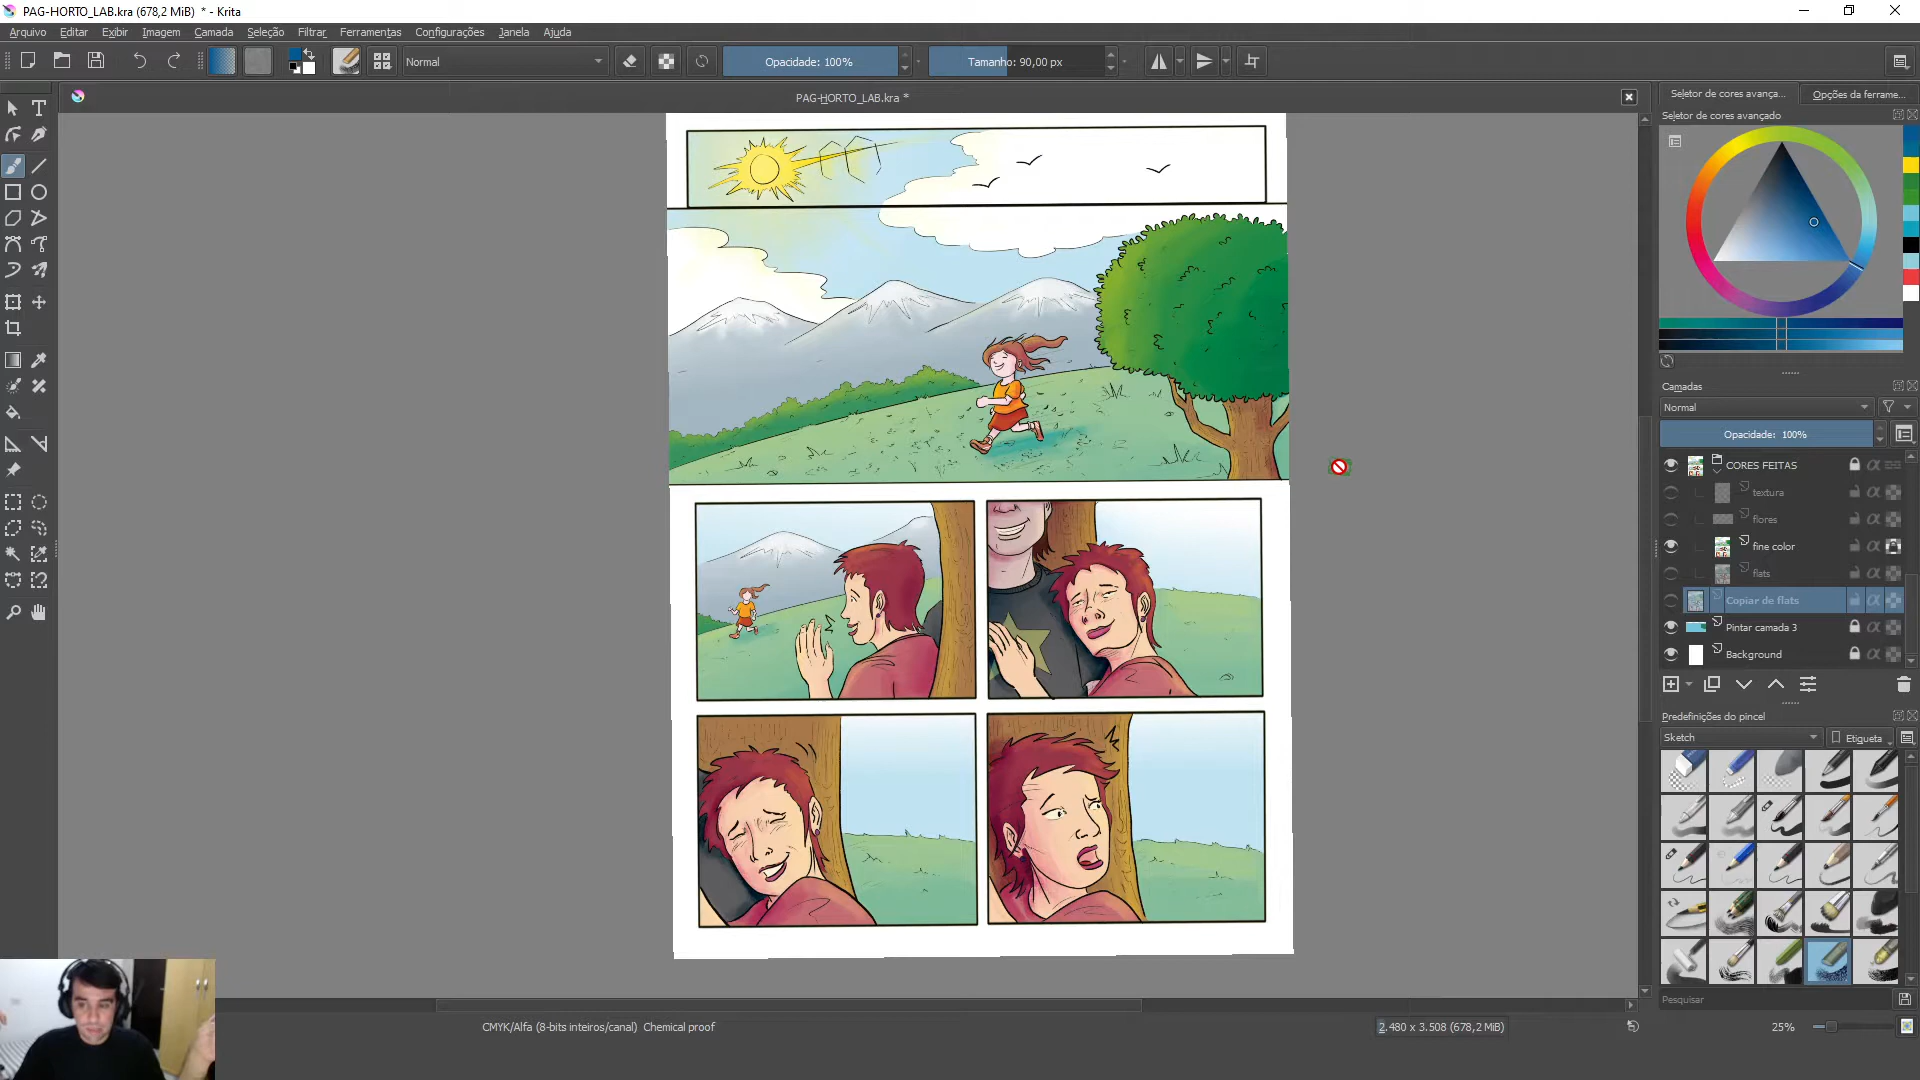 PAG-HORTO_LAB.kra (678,2 MiB) * - Krita
Arquivo Editar Exibir Imagem Camada Seleção Filtrar Ferramentas Configurações Janela Ajuda
Normal Opacidade: 100% Tamanho: 90,00 px
PAG-HORTO_LAB.kra *
Seletor de cores avança... Opções da ferrame...
Seletor de cores avançado
Camadas
Normal
Opacidade: 100%
CORES FEITAS
textura
flores
fine color
flats
Copiar de flats
Pintar camada 3
Background
Predefinições do pincel
Sketch Etiqueta
Pesquisar
CMYK/Alfa (8-bits inteiros/canal) Chemical proof 2.480 x 3.508 (678,2 MiB) 25%